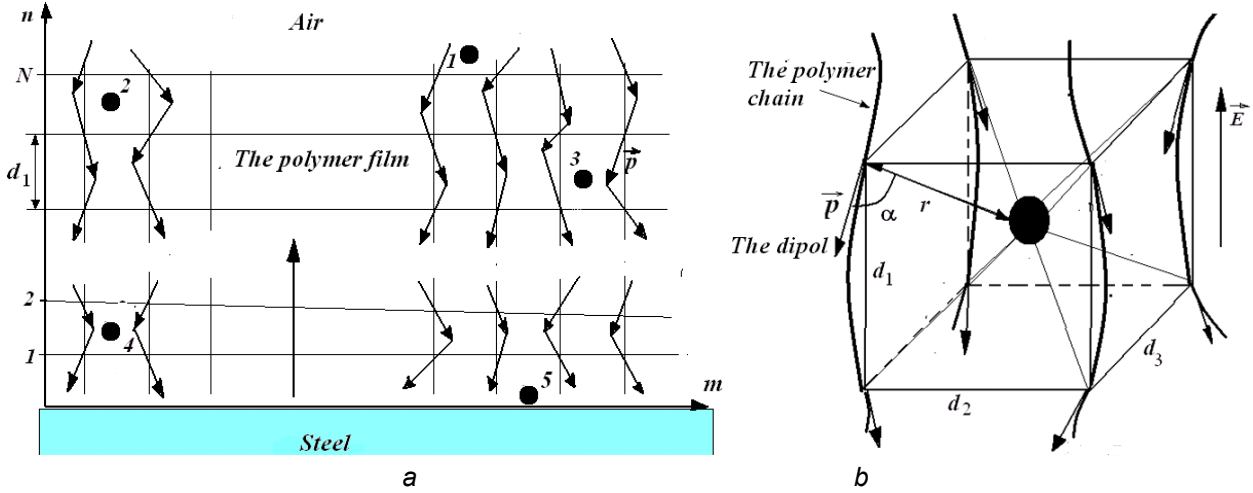 n
Air
N
2
1
d1
The polymer film
3
p
2
4
1
5
m
Steel
a
The polymer
chain
E
p
α
r
The dipol
d1
d2
d3
b